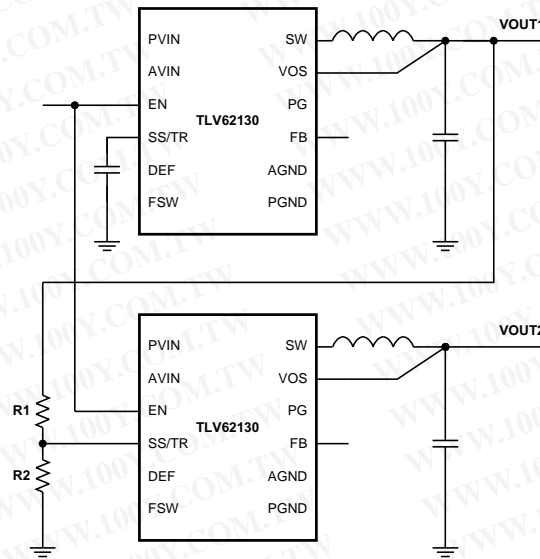 VOUT1
PVIN SW
AVIN VOS
EN PG
TLV62130
SS/TR FB
DEF AGND
FSW PGND
VOUT2
PVIN SW
AVIN VOS
R1 EN PG
TLV62130
SS/TR FB
R2 DEF AGND
FSW PGND
WWW.100Y.COM.TW